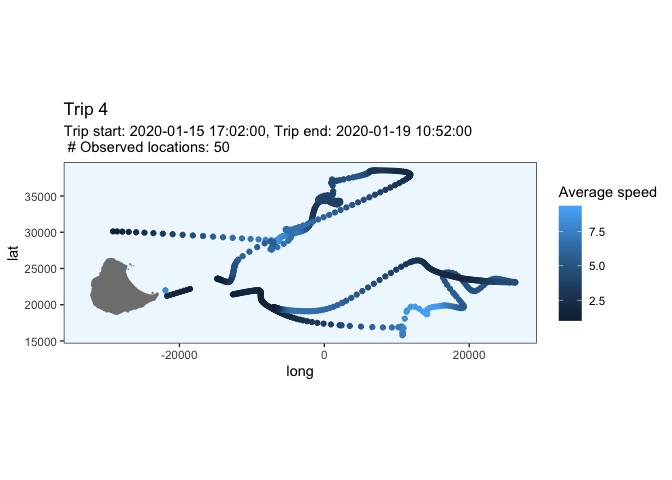 Trip 4
Trip start: 2020-01-15 17:02:00, Trip end: 2020-01-19 10:52:00
# Observed locations: 50
lat
35000
30000
25000
20000
15000
-20000
0
20000
long
Average speed
7.5
5.0
2.5